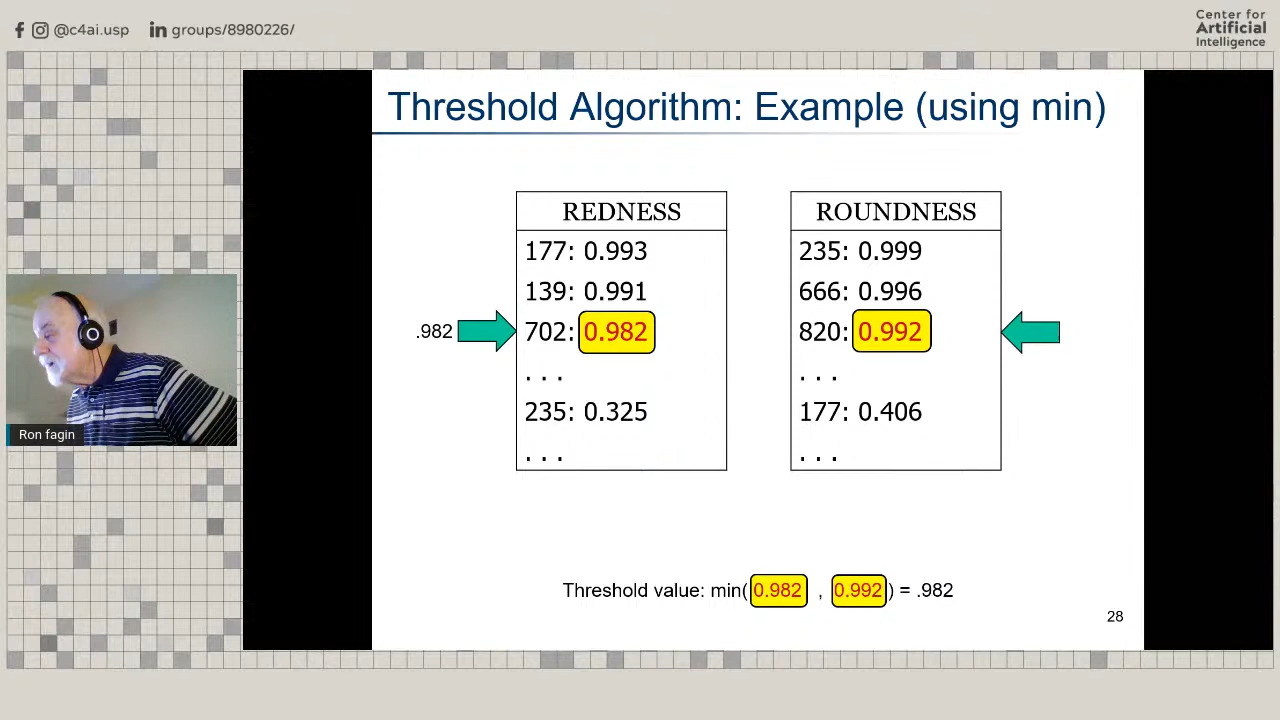 @c4ai.usp in groups/8980226/
Center for
Artificial
Intelligence
Threshold Algorithm: Example (using min)
REDNESS
177: 0.993
139: 0.991
.982
702: 0.982
. . .
235: 0.325
. . .
ROUNDNESS
235: 0.999
666: 0.996
820: 0.992
. . .
177: 0.406
. . .
Ron fagin
Threshold value: min(0.982 , 0.992) = .982
28